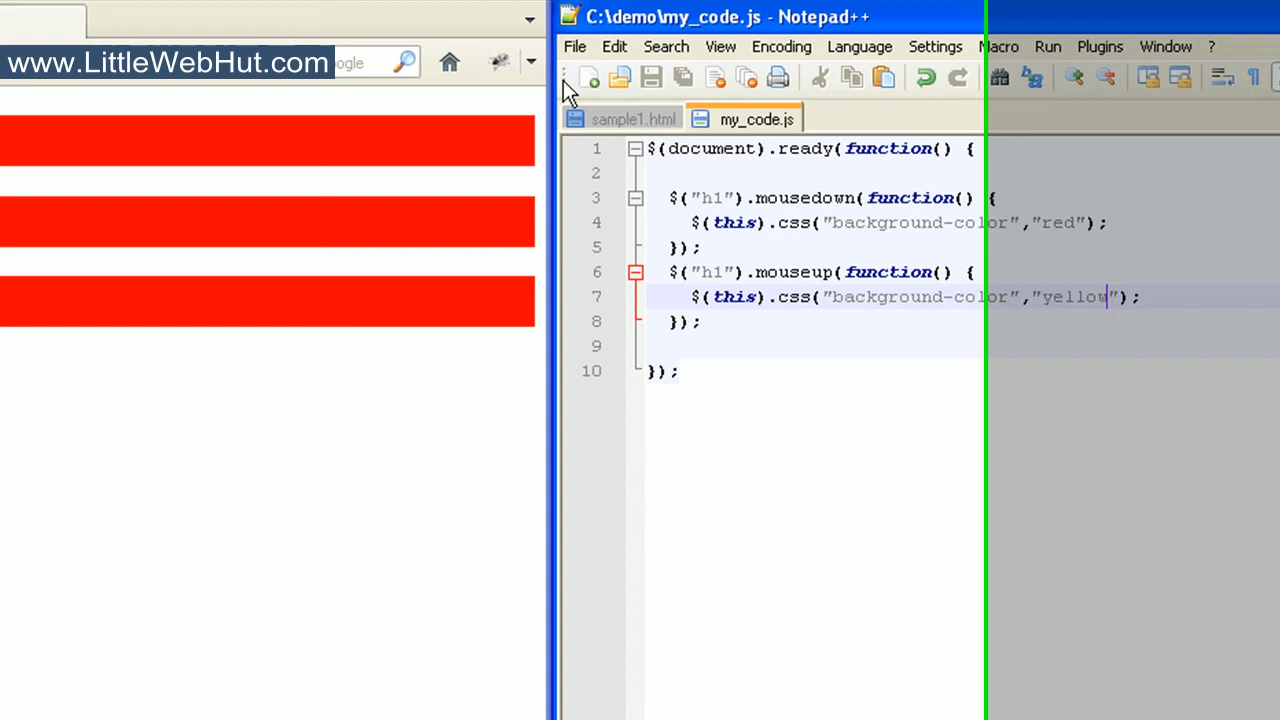 C:\demo\my_code.js - Notepad++
www.LittleWebHut.com
ogle
File Edit Search View Encoding Language Settings Macro Run Plugins Window ?
sample1.html my_code.js
1 $(document).ready(function() {
2
3 $("h1").mousedown(function() {
4 $(this).css("background-color","red");
5 });
6 $("h1").mouseup(function() {
7 $(this).css("background-color","yellow");
8 });
9
10 });